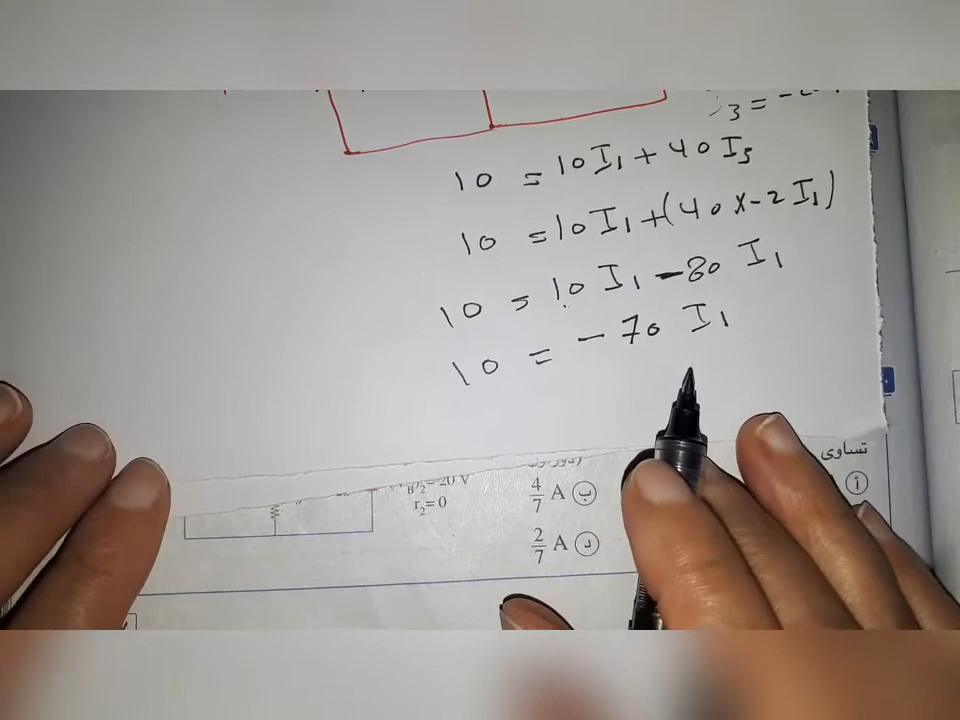 10 = 10 I₁ + 40 I₃
10 = 10 I₁ + (40 x - 2 I₁)
10 = 10 I₁ - 80 I₁
10 = - 70 I₁
تساوى
أ
4/7 A ب
r₂=0
2/7 A د